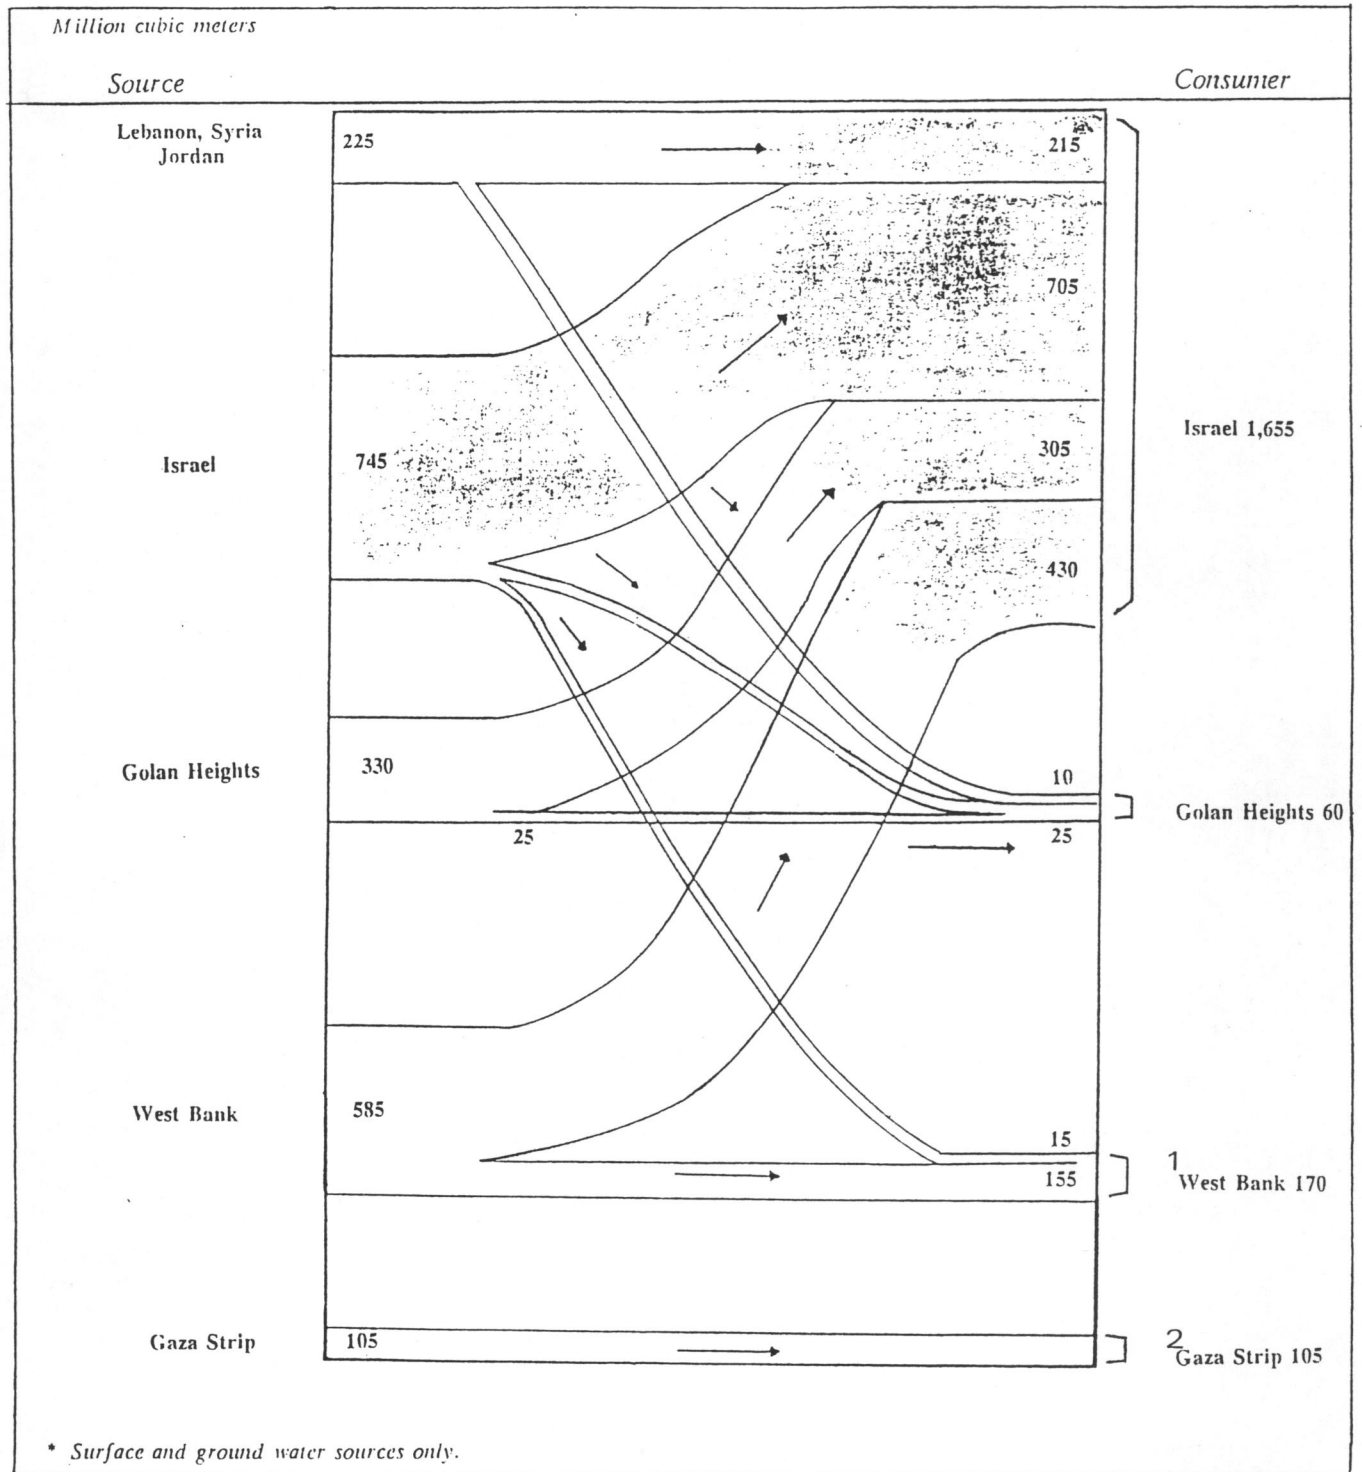 Million cubic meters
Source
Consumer
Lebanon, Syria
Jordan
225
215
705
Israel
745
305
Israel 1,655
430
Golan Heights
330
10
Golan Heights 60
25
25
West Bank
585
15
155
1
West Bank 170
Gaza Strip
105
2
Gaza Strip 105
* Surface and ground water sources only.